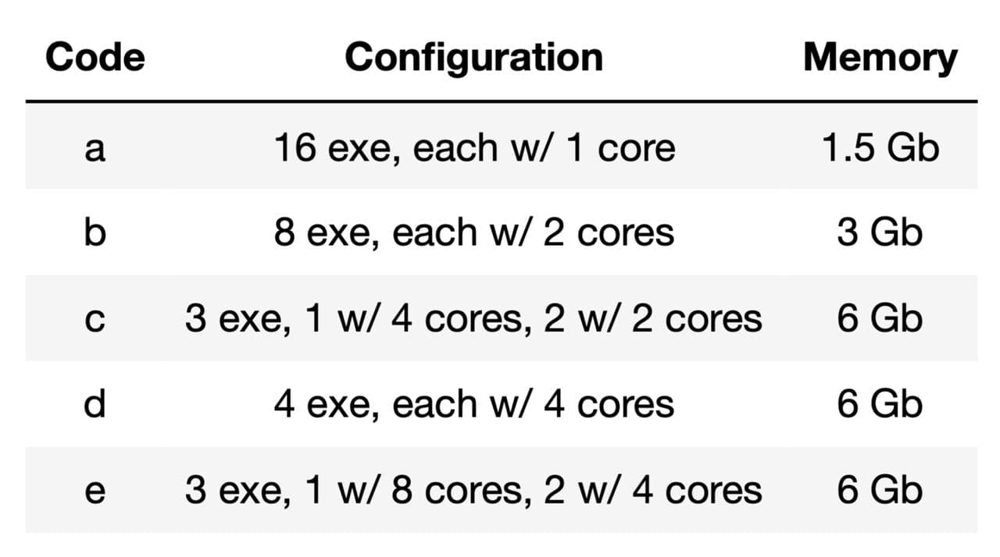 Code Configuration Memory
a 16 exe, each w/ 1 core 1.5 Gb
b 8 exe, each w/ 2 cores 3 Gb
c 3 exe, 1 w/ 4 cores, 2 w/ 2 cores 6 Gb
d 4 exe, each w/ 4 cores 6 Gb
e 3 exe, 1 w/ 8 cores, 2 w/ 4 cores 6 Gb